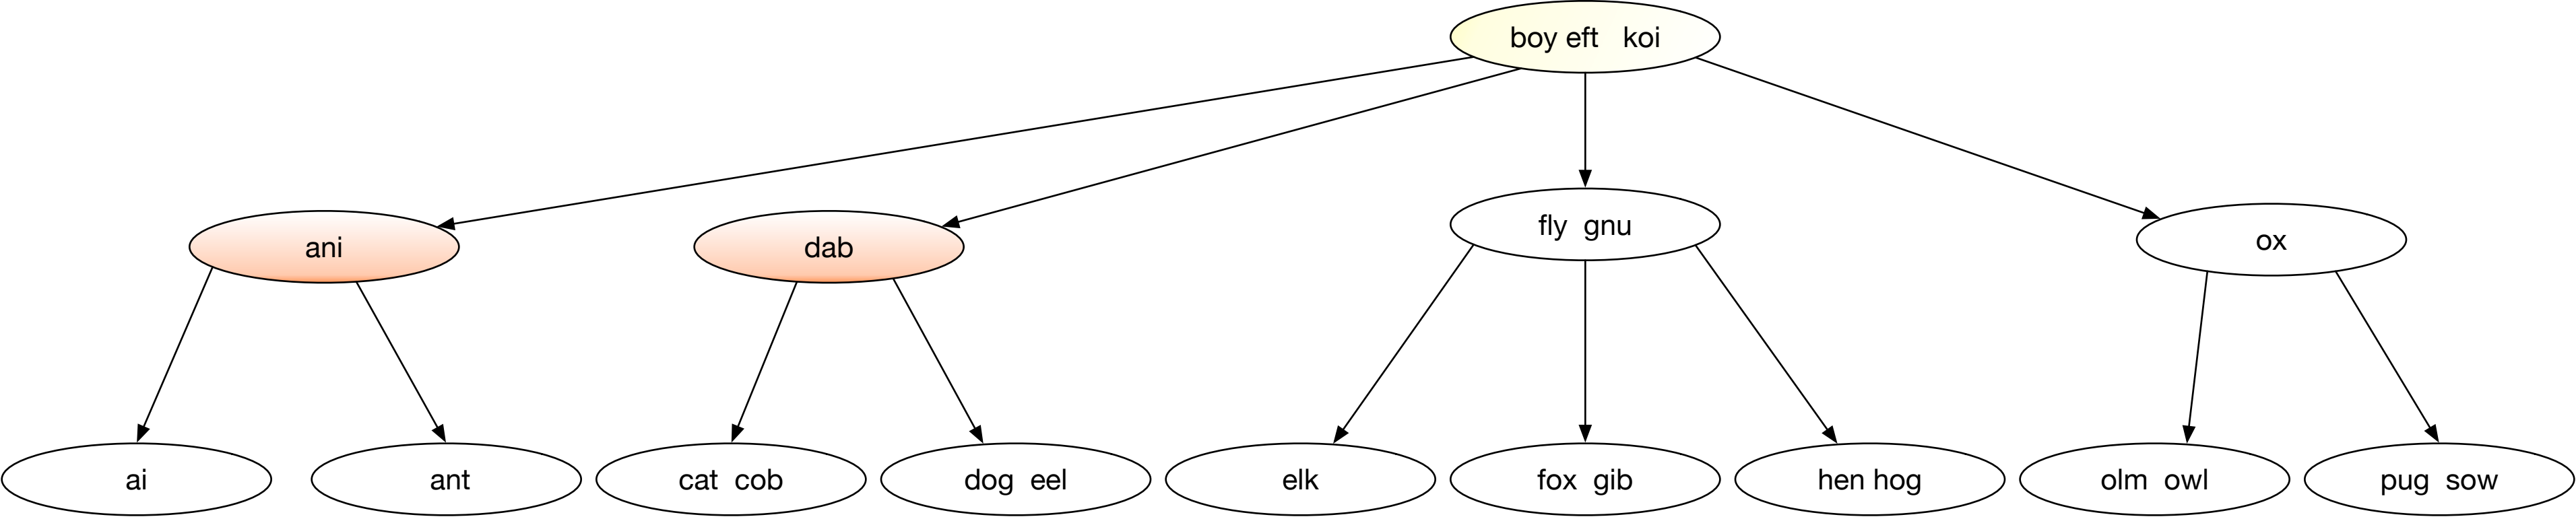 boy eft koi
ani
dab
fly gnu
ox
ai
ant
cat cob
dog eel
elk
fox gib
hen hog
olm owl
pug sow